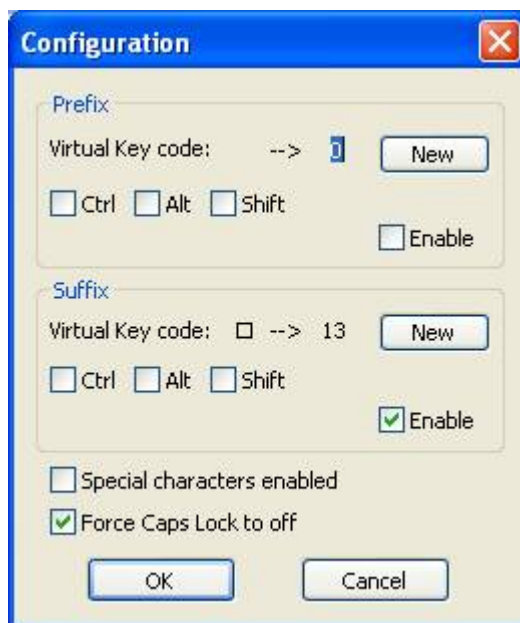 Configuration
Prefix
Virtual Key code: --> 0 New
Ctrl Alt Shift
Enable
Suffix
Virtual Key code: □ --> 13 New
Ctrl Alt Shift
Enable
Special characters enabled
Force Caps Lock to off
OK Cancel